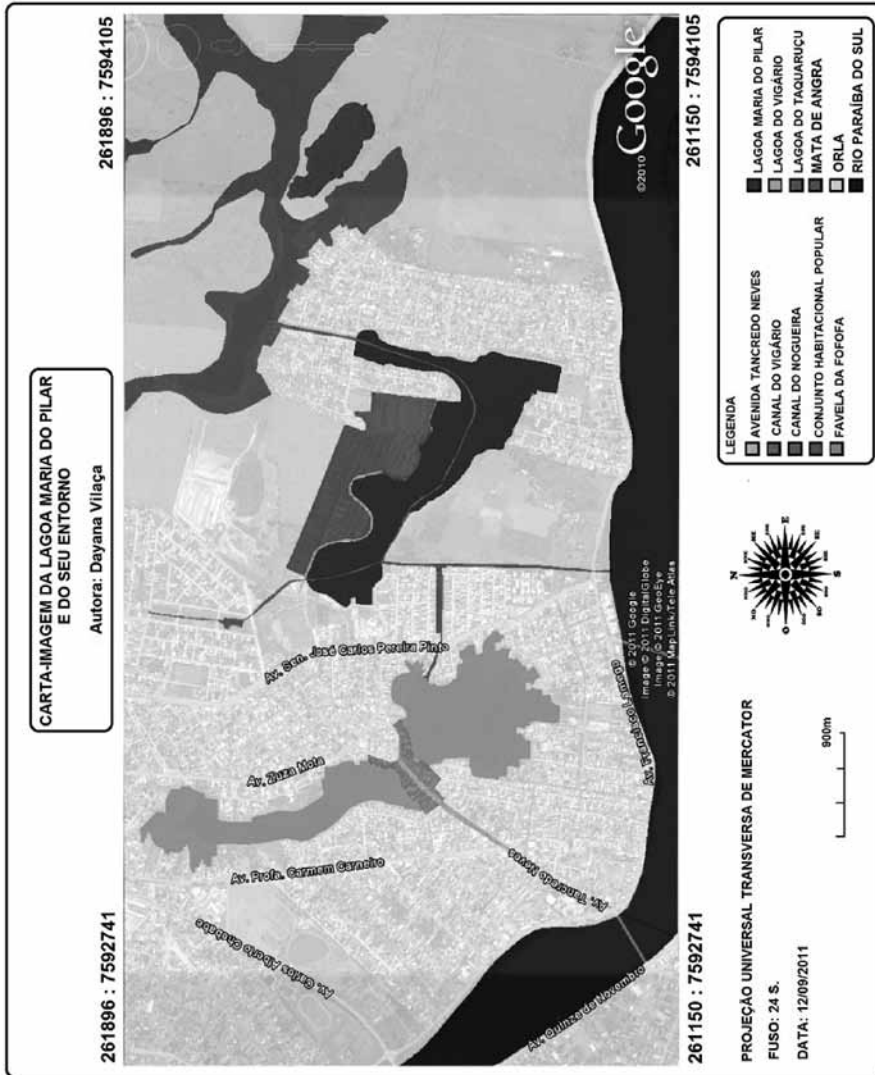 CARTA-IMAGEM DA LAGOA MARIA DO PILAR
E DO SEU ENTORNO
Autora: Dayana Vilaça
261896 : 7592741
261896 : 7594105
Av. Carlos Alberto Chebabe
Av. Profa. Carmem Carneiro
Av. Zuza Mota
Av. Gen. José Carlos Pereira Pinto
Av. Tancredo Neves
Av. Quinze de Novembro
Av. Francisco Lamego
© 2011 Google
Image © 2011 DigitalGlobe
Image © 2011 GeoEye
© 2011 MapLink/Tele Atlas
©2010 Google
261150 : 7592741
261150 : 7594105
PROJEÇÃO UNIVERSAL TRANSVERSA DE MERCATOR
FUSO: 24 S.
DATA: 12/09/2011
900m
N
E
S
O
NE
SE
SO
NO
LEGENDA
AVENIDA TANCREDO NEVES
CANAL DO VIGÁRIO
CANAL DO NOGUEIRA
CONJUNTO HABITACIONAL POPULAR
FAVELA DA FOFOFA
LAGOA MARIA DO PILAR
LAGOA DO VIGÁRIO
LAGOA DO TAQUARUÇU
MATA DE ANGRA
ORLA
RIO PARAÍBA DO SUL